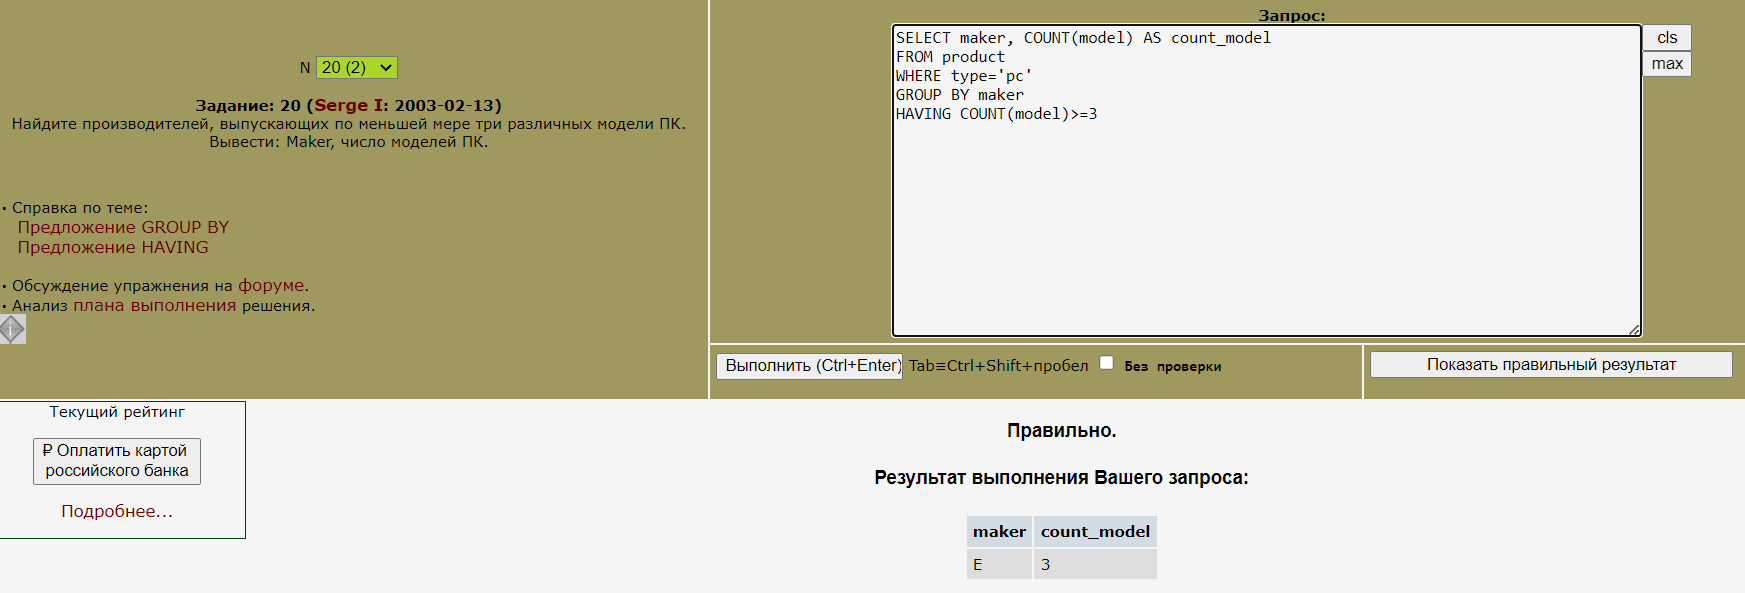 N 20 (2)
Задание: 20 (Serge I: 2003-02-13)
Найдите производителей, выпускающих по меньшей мере три различных модели ПК.
Вывести: Maker, число моделей ПК.
· Справка по теме:
Предложение GROUP BY
Предложение HAVING
· Обсуждение упражнения на форуме.
· Анализ плана выполнения решения.
Запрос:
SELECT maker, COUNT(model) AS count_model
FROM product
WHERE type='pc'
GROUP BY maker
HAVING COUNT(model)>=3
cls
max
Выполнить (Ctrl+Enter) Tab≡Ctrl+Shift+пробел Без проверки
Показать правильный результат
Текущий рейтинг
₽ Оплатить картой
российского банка
Подробнее...
Правильно.
Результат выполнения Вашего запроса:
maker count_model
E 3